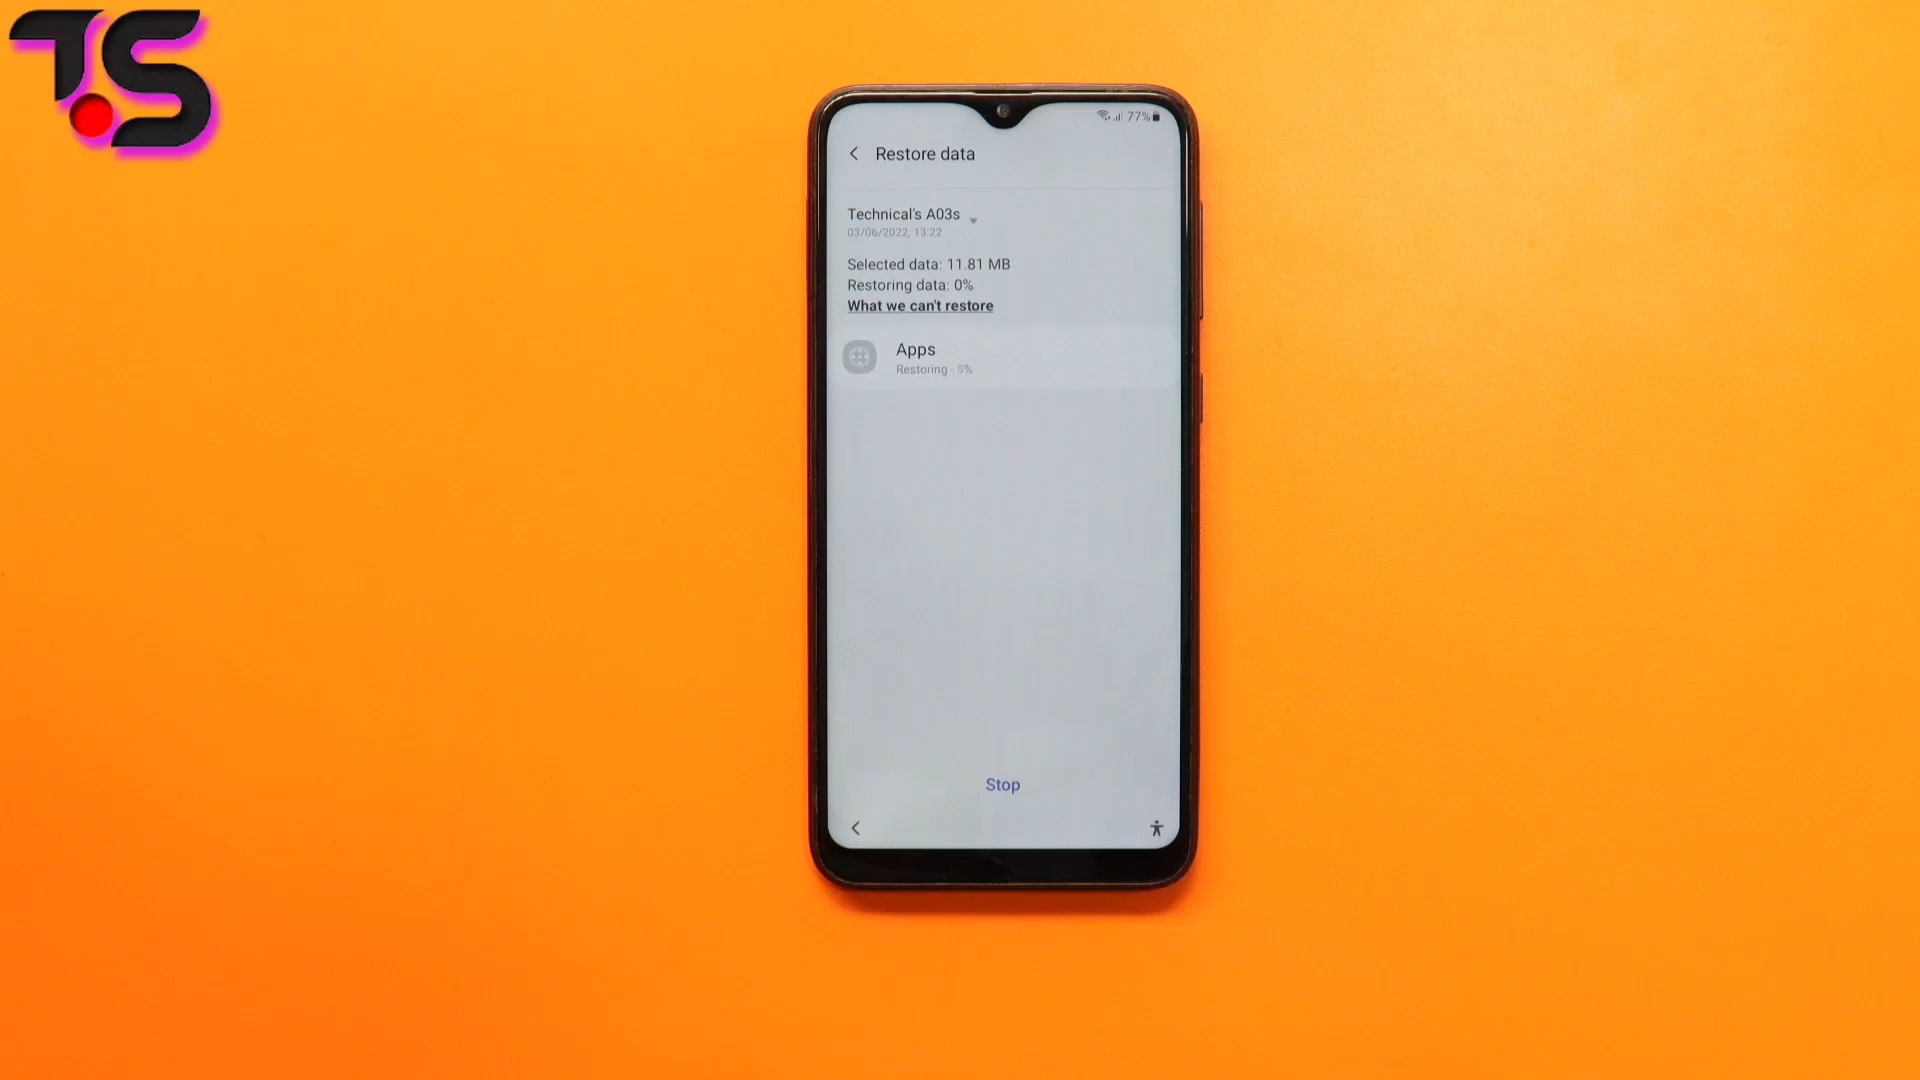 T.S
77%
Restore data
Technical's A03s
03/06/2022, 13:22
Selected data: 11.81 MB
Restoring data: 0%
What we can't restore
Apps
Restoring - 0%
Stop